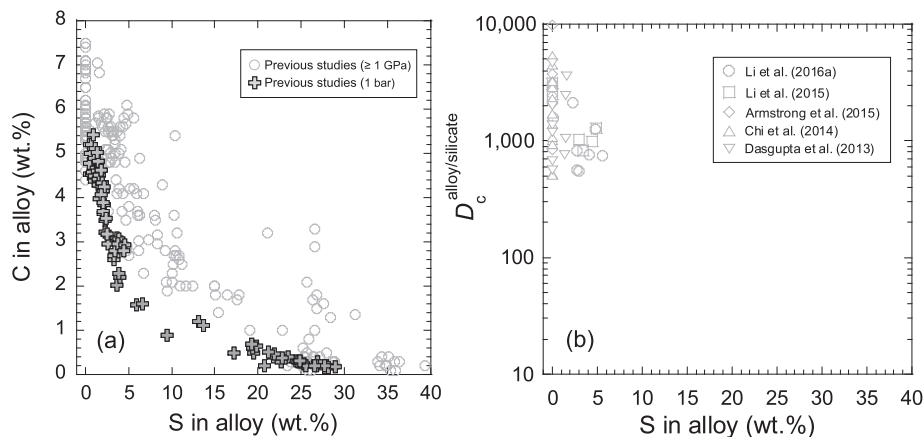 8
7
6
5
4
3
2
1
0
C in alloy (wt.%)
Previous studies (≥ 1 GPa)
Previous studies (1 bar)
(a)
0 5 10 15 20 25 30 35 40
S in alloy (wt.%)
10,000
1,000
100
10
D_c^alloy/silicate
Li et al. (2016a)
Li et al. (2015)
Armstrong et al. (2015)
Chi et al. (2014)
Dasgupta et al. (2013)
(b)
0 5 10 15 20 25 30 35 40
S in alloy (wt.%)